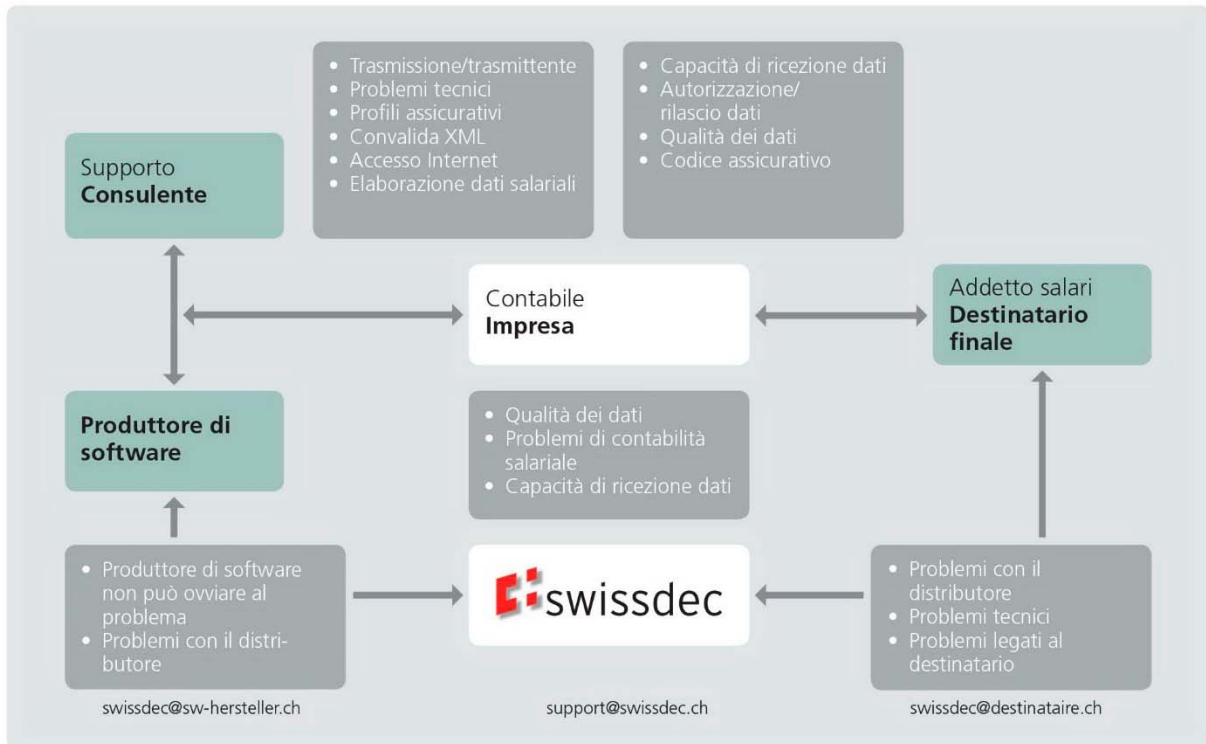 • Trasmissione/trasmittente
• Problemi tecnici
• Profili assicurativi
• Convalida XML
• Accesso Internet
• Elaborazione dati salariali
• Capacità di ricezione dati
• Autorizzazione/
rilascio dati
• Qualità dei dati
• Codice assicurativo
Supporto
Consulente
Contabile
Impresa
Addetto salari
Destinatario
finale
Produttore di
software
• Qualità dei dati
• Problemi di contabilità
salariale
• Capacità di ricezione dati
• Produttore di software
non può ovviare al
problema
• Problemi con il distri-
butore
swissdec
• Problemi con il
distributore
• Problemi tecnici
• Problemi legati al
destinatario
swissdec@sw-hersteller.ch
support@swissdec.ch
swissdec@destinataire.ch